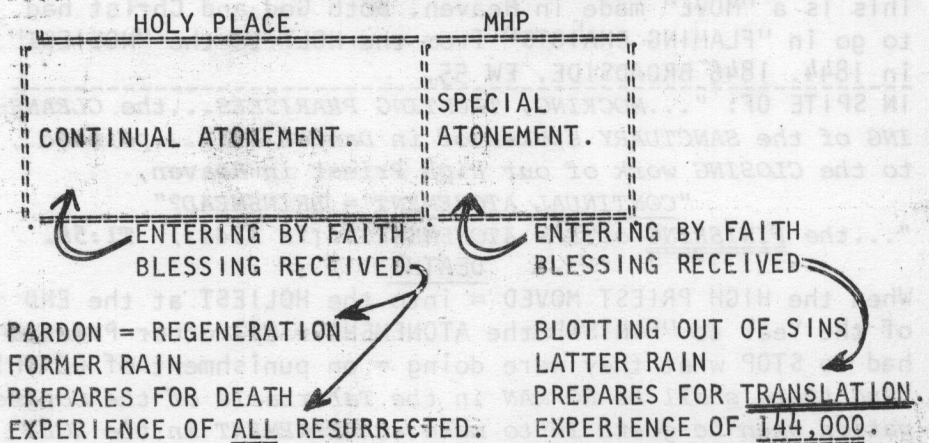 HOLY PLACE
CONTINUAL ATONEMENT
ENTERING BY FAITH
BLESSING RECEIVED.
PARDON = REGENERATION
FORMER RAIN
PREPARES FOR DEATH
EXPERIENCE OF ALL RESURRECTED.
MHP
SPECIAL
ATONEMENT.
ENTERING BY FAITH
BLESSING RECEIVED
BLOTTING OUT OF SINS
LATTER RAIN
PREPARES FOR TRANSLATION.
EXPERIENCE OF 144,000.